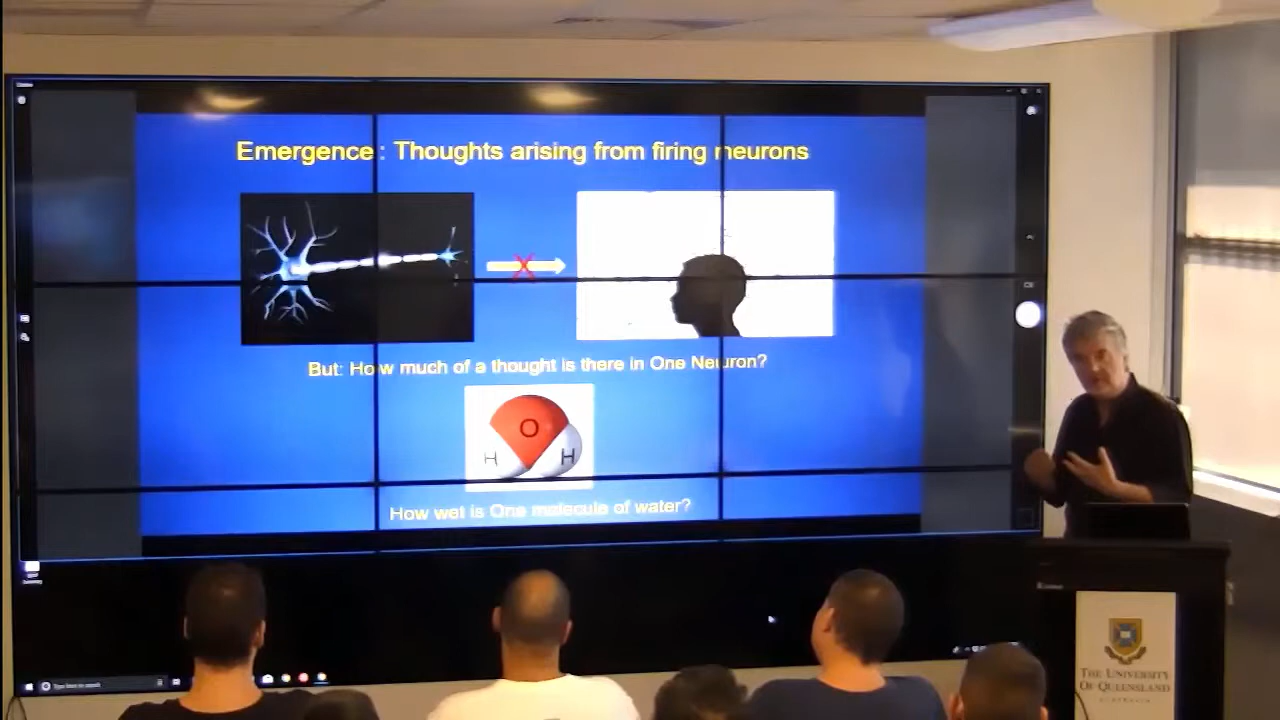 Emergence : Thoughts arising from firing neurons
X
But: How much of a thought is there in One Neuron?
O
H H
How wet is One molecule of water?
THE UNIVERSITY
OF QUEENSLAND
AUSTRALIA